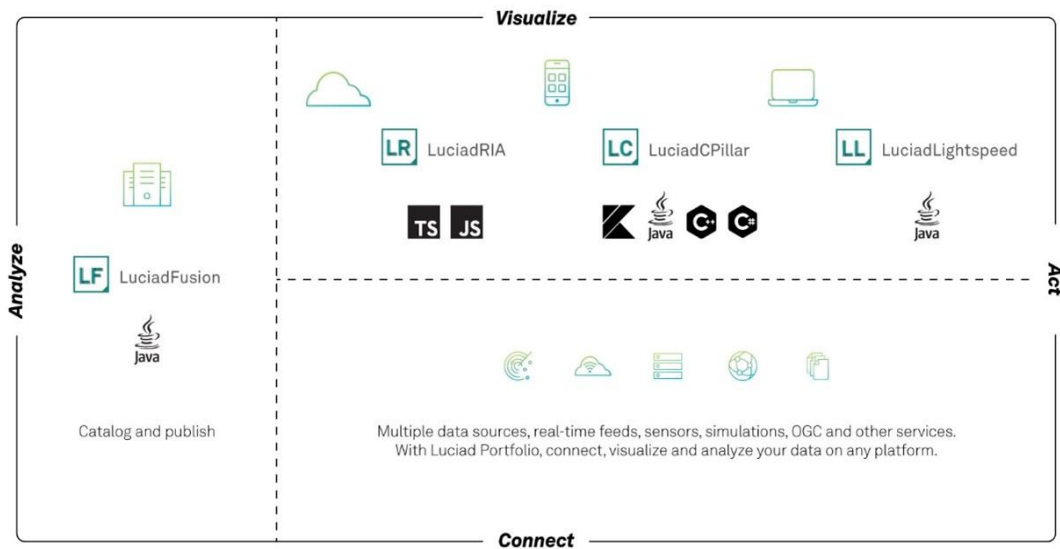 Visualize
LR LuciadRIA
LC LuciadCPillar
LL LuciadLightspeed
TS JS
Java C++ C#
Java
Analyze
LF LuciadFusion
Java
Catalog and publish
Act
Multiple data sources, real-time feeds, sensors, simulations, OGC and other services.
With Luciad Portfolio, connect, visualize and analyze your data on any platform.
Connect